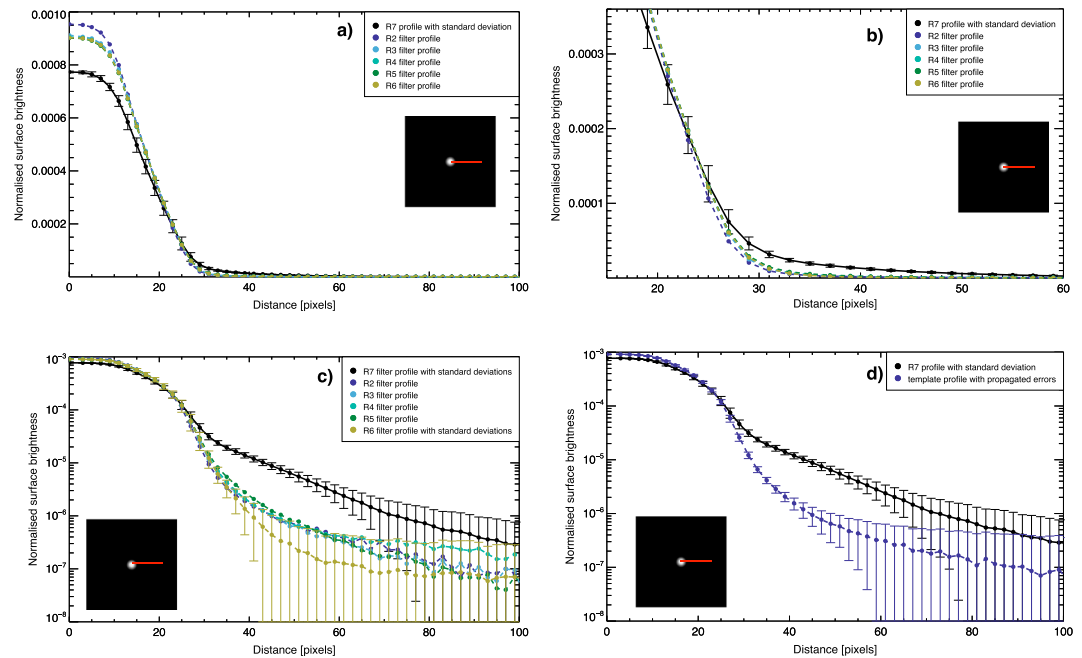 a)
R7 profile with standard deviation
R2 filter profile
R3 filter profile
R4 filter profile
R5 filter profile
R6 filter profile
Normalised surface brightness
0.0010
0.0008
0.0006
0.0004
0.0002
0 20 40 60 80 100
Distance [pixels]
b)
R7 profile with standard deviation
R2 filter profile
R3 filter profile
R4 filter profile
R5 filter profile
R6 filter profile
Normalised surface brightness
0.0003
0.0002
0.0001
20 30 40 50 60
Distance [pixels]
c)
R7 filter profile with standard deviations
R2 filter profile
R3 filter profile
R4 filter profile
R5 filter profile
R6 filter profile with standard deviations
Normalised surface brightness
10⁻³
10⁻⁴
10⁻⁵
10⁻⁶
10⁻⁷
10⁻⁸
0 20 40 60 80 100
Distance [pixels]
d)
R7 profile with standard deviation
template profile with propagated errors
Normalised surface brightness
10⁻³
10⁻⁴
10⁻⁵
10⁻⁶
10⁻⁷
10⁻⁸
0 20 40 60 80 100
Distance [pixels]